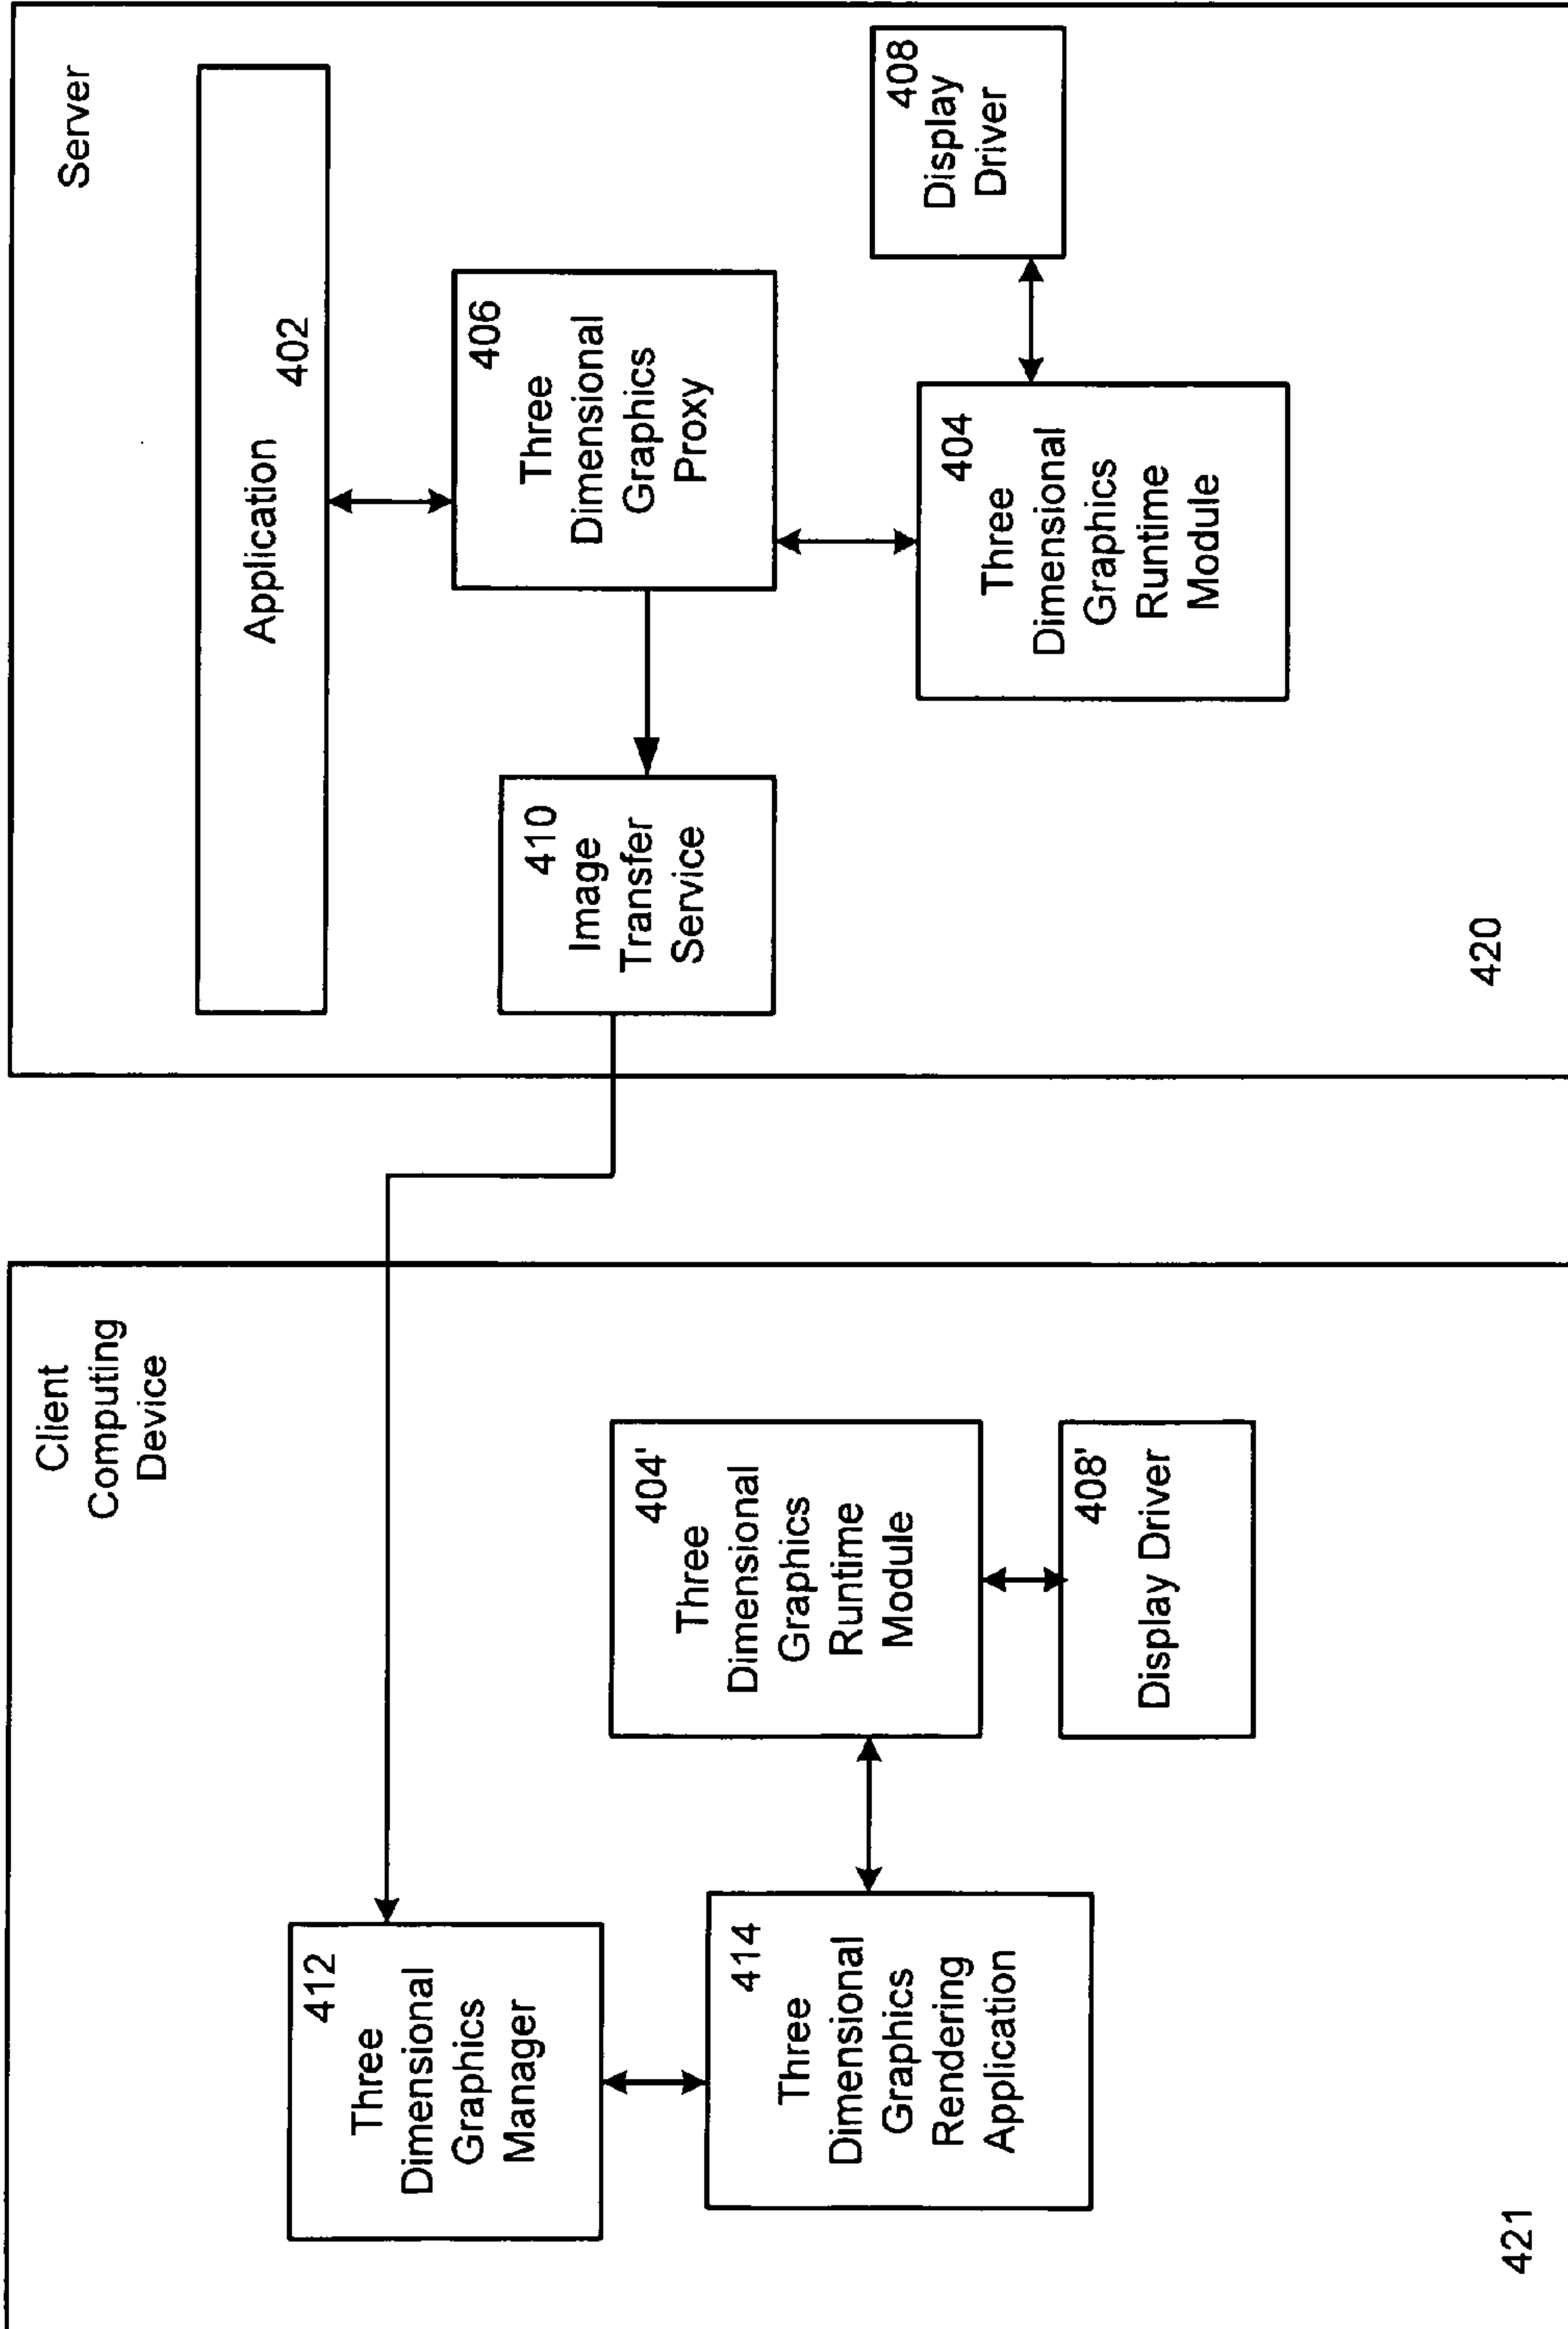 Client
Computing
Device
412
Three
Dimensional
Graphics
Manager
414
Three
Dimensional
Graphics
Rendering
Application
404'
Three
Dimensional
Graphics
Runtime
Module
408'
Display Driver
421
Server
Application
402
410
Image
Transfer
Service
406
Three
Dimensional
Graphics
Proxy
404
Three
Dimensional
Graphics
Runtime
Module
408
Display
Driver
420